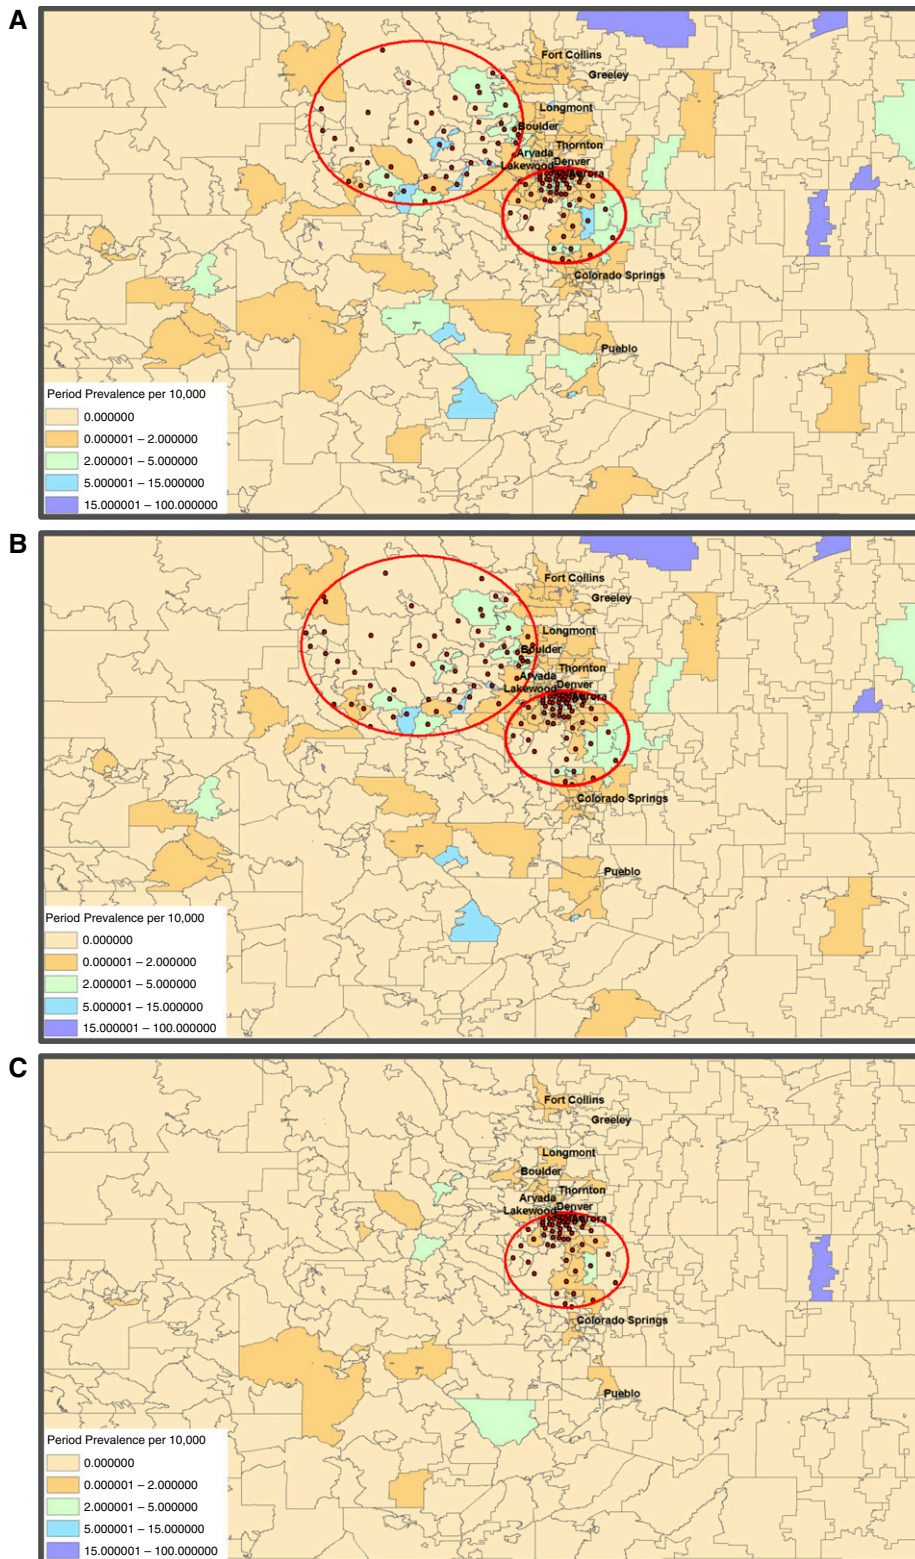 A
Fort Collins
Greeley
Longmont
Boulder
Thornton
Arvada
Denver
Lakewood
Aurora
Colorado Springs
Pueblo
Period Prevalence per 10,000
0.000000
0.000001 – 2.000000
2.000001 – 5.000000
5.000001 – 15.000000
15.000001 – 100.000000
B
Fort Collins
Greeley
Longmont
Boulder
Thornton
Arvada
Denver
Lakewood
Aurora
Colorado Springs
Pueblo
Period Prevalence per 10,000
0.000000
0.000001 – 2.000000
2.000001 – 5.000000
5.000001 – 15.000000
15.000001 – 100.000000
C
Fort Collins
Greeley
Longmont
Boulder
Thornton
Arvada
Denver
Lakewood
Aurora
Colorado Springs
Pueblo
Period Prevalence per 10,000
0.000000
0.000001 – 2.000000
2.000001 – 5.000000
5.000001 – 15.000000
15.000001 – 100.000000